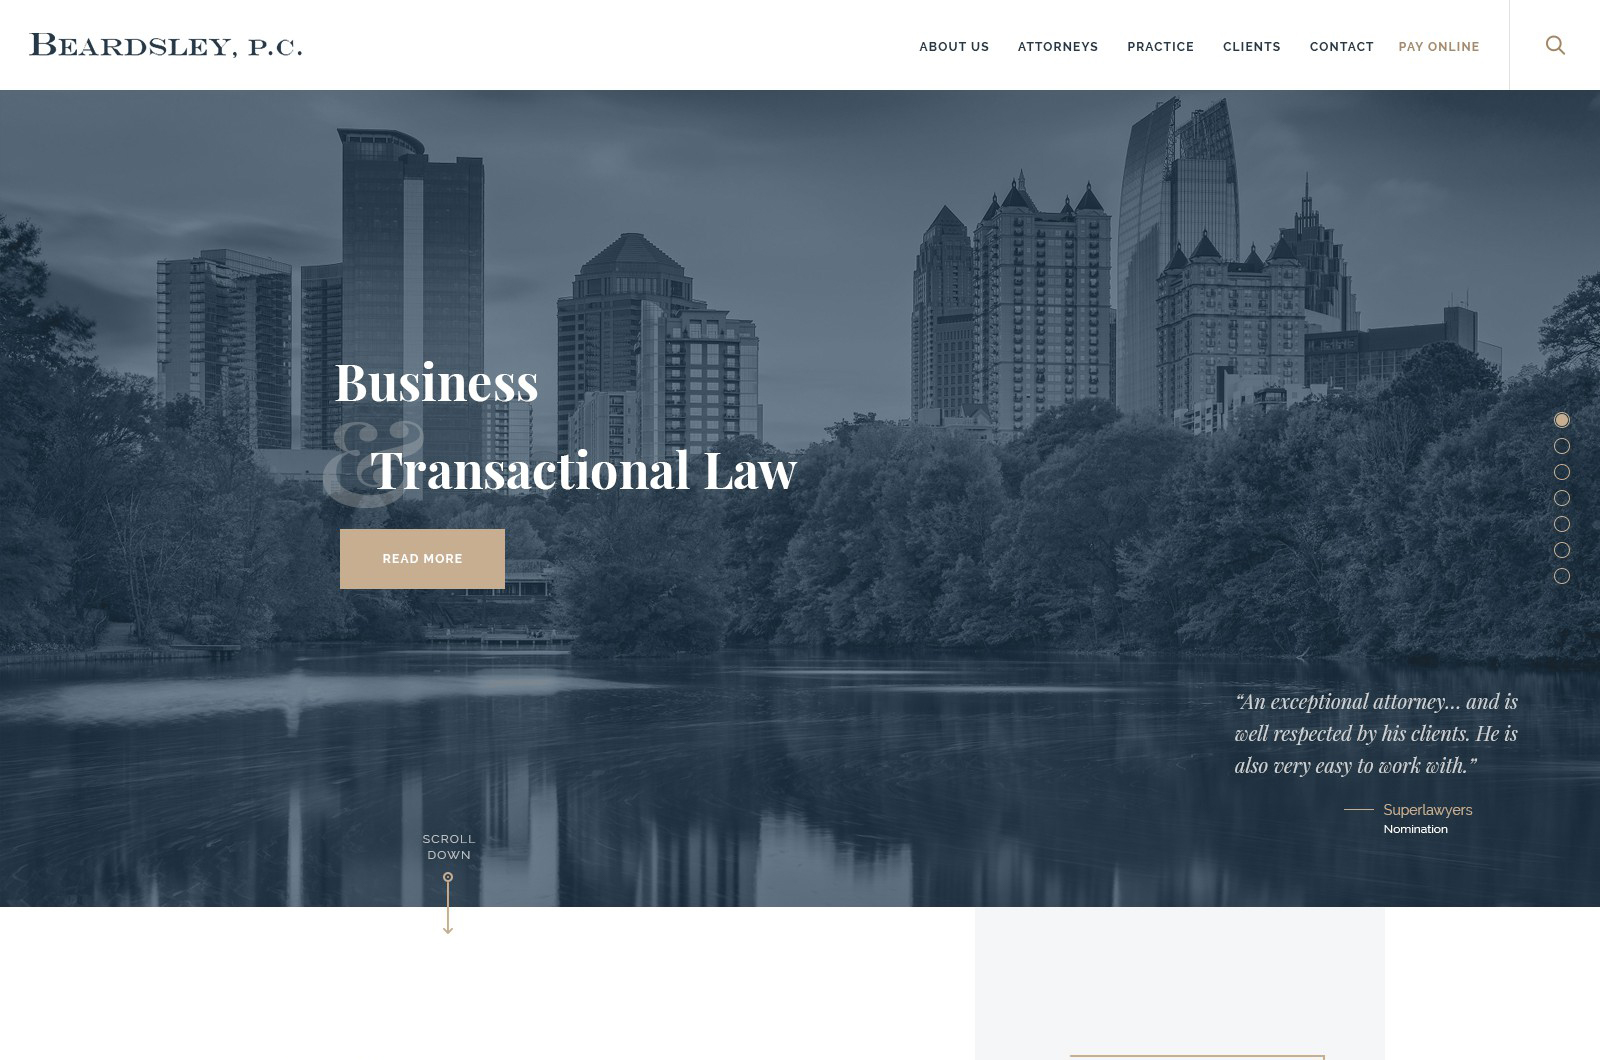 BEARDSLEY, P.C.
ABOUT US
ATTORNEYS
PRACTICE
CLIENTS
CONTACT
PAY ONLINE
Business
&
Transactional Law
READ MORE
“An exceptional attorney... and is
well respected by his clients. He is
also very easy to work with.”
Superlawyers
Nomination
SCROLL
DOWN